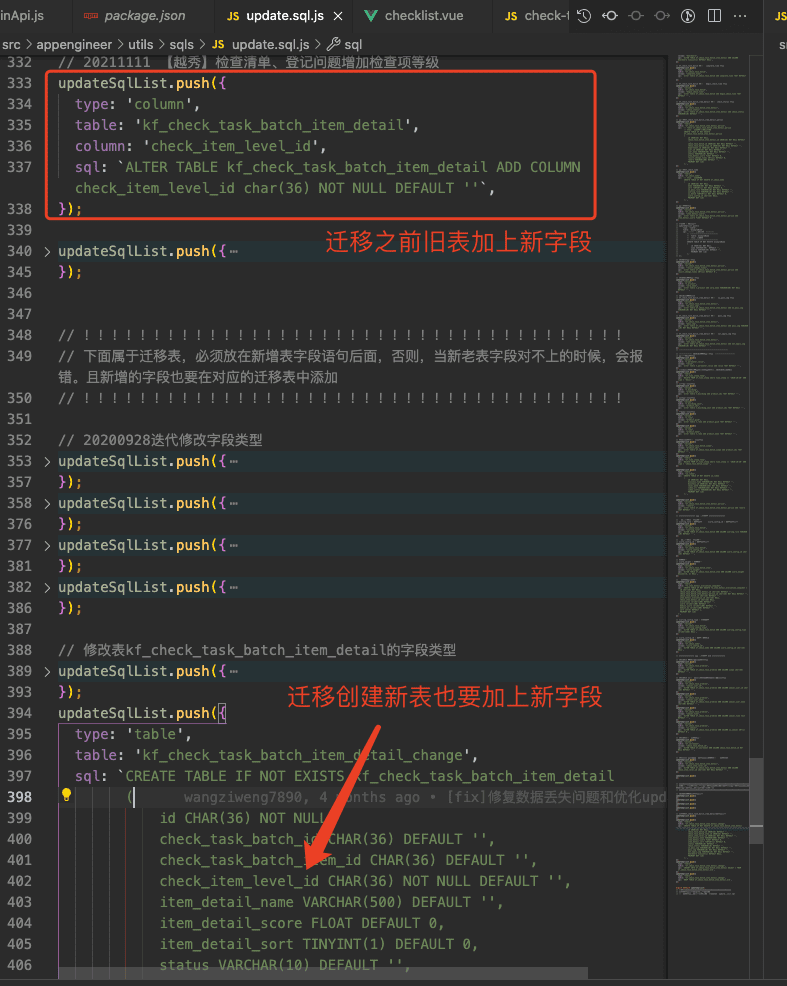 inApi.js package.json JS update.sql.js checklist.vue JS check-f JS
src > appengineer > utils > sqls > JS update.sql.js > sql
332 // 20211111 【越秀】检查清单、登记问题增加检查项等级
333 updateSqlList.push({
334 type: 'column',
335 table: 'kf_check_task_batch_item_detail',
336 column: 'check_item_level_id',
337 sql: `ALTER TABLE kf_check_task_batch_item_detail ADD COLUMN
check_item_level_id char(36) NOT NULL DEFAULT ''`,
338 });
339
迁移之前旧表加上新字段
340 updateSqlList.push({…
345 });
346
347
348 // ! ! ! ! ! ! ! ! ! ! ! ! ! ! ! ! ! ! ! ! ! ! ! ! ! ! ! ! ! ! ! ! ! ! ! ! ! ! !
349 // 下面属于迁移表，必须放在新增表字段语句后面，否则，当新老表字段对不上的时候，会报
错。且新增的字段也要在对应的迁移表中添加
350 // ! ! ! ! ! ! ! ! ! ! ! ! ! ! ! ! ! ! ! ! ! ! ! ! ! ! ! ! ! ! ! ! ! ! ! ! ! ! !
351
352 // 20200928迭代修改字段类型
353 updateSqlList.push({…
357 });
358 updateSqlList.push({…
376 });
377 updateSqlList.push({…
381 });
382 updateSqlList.push({…
386 });
387
388 // 修改表kf_check_task_batch_item_detail的字段类型
389 updateSqlList.push({…
393 });
迁移创建新表也要加上新字段
394 updateSqlList.push({
395 type: 'table',
396 table: 'kf_check_task_batch_item_detail_change',
397 sql: `CREATE TABLE IF NOT EXISTS kf_check_task_batch_item_detail
398 ( wangziweng7890, 4 months ago • [fix]修复数据丢失问题和优化upd
399 id CHAR(36) NOT NULL
400 check_task_batch_id CHAR(36) DEFAULT '',
401 check_task_batch_item_id CHAR(36) DEFAULT '',
402 check_item_level_id CHAR(36) NOT NULL DEFAULT '',
403 item_detail_name VARCHAR(500) DEFAULT '',
404 item_detail_score FLOAT DEFAULT 0,
405 item_detail_sort TINYINT(1) DEFAULT 0,
406 status VARCHAR(10) DEFAULT '',